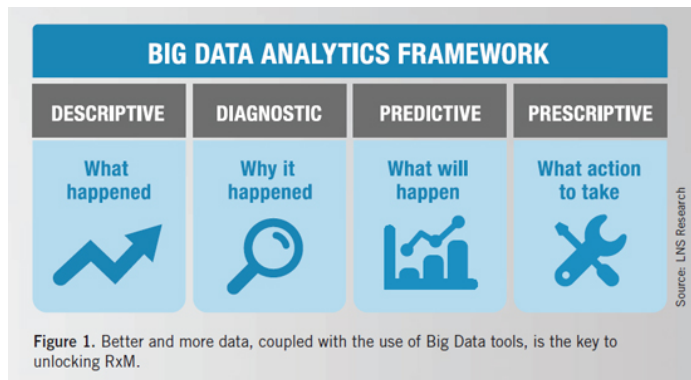 BIG DATA ANALYTICS FRAMEWORK
DESCRIPTIVE
DIAGNOSTIC
PREDICTIVE
PRESCRIPTIVE
What
happened
Why it
happened
What will
happen
What action
to take
Source: LNS Research
Figure 1. Better and more data, coupled with the use of Big Data tools, is the key to
unlocking RxM.